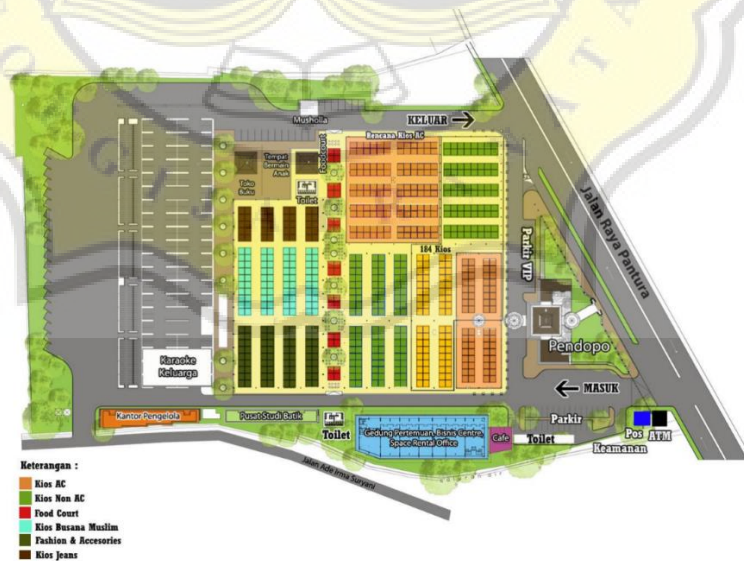 Musholla
KELUAR
Rencana Kios AC
Food Court
Tempat
Bermain
Anak
Toko
Buku
Toilet
184 Kios
Parkir VIP
Jalan Raya Pantura
Pendopo
Karaoke
Keluarga
MASUK
Kantor Pengelola
Pusat Studi Batik
Toilet
Gedung Pertemuan, Bisnis Centre,
Space Rental Office
Cafe
Toilet
Parkir
Pos
Keamanan
ATM
Jalan Ade Irma Suryani
Keterangan :
Kios AC
Kios Non AC
Food Court
Kios Busana Muslim
Fashion & Accesories
Kios Jeans